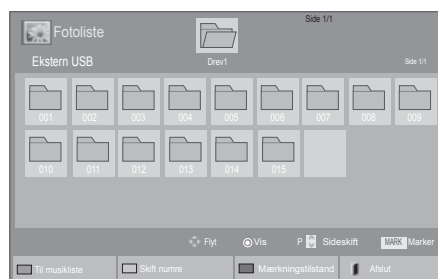 Side 1/1
Fotoliste
Ekstern USB
Drev1
Side 1/1
001 002 003 004 005 006 007 008 009
010 011 012 013 014 015
Flyt Vis P Sideskift MARK Marker
Til musikliste Skift numre Mærkningstilstand Afslut